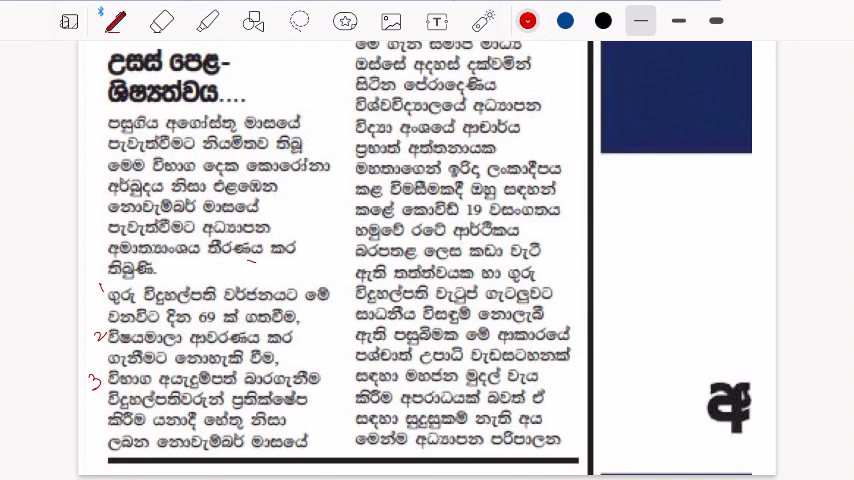 උසස් පෙළ-
ශිෂ්‍යත්වය....
පසුගිය අගෝස්තු මාසයේ
පැවැත්වීමට නියමිතව තිබූ
මෙම විභාග දෙක කොරෝනා
අර්බුදය නිසා එළඹෙන
නොවැම්බර් මාසයේ
පැවැත්වීමට අධ්‍යාපන
අමාත්‍යාංශය තීරණය කර
තිබුණි.
1 ගුරු විදුහල්පති වර්ජනයට මේ
වනවිට දින 69 ක් ගතවීම,
2 විෂයමාලා ආවරණය කර
ගැනීමට නොහැකි වීම,
3 විභාග අයැදුම්පත් බාරගැනීම
විදුහල්පතිවරුන් ප්‍රතික්ෂේප
කිරීම යනාදී හේතු නිසා
ලබන නොවැම්බර් මාසයේ
මේ ගැන සමාජ මාධ්‍ය
ඔස්සේ අදහස් දක්වමින්
සිටින පේරාදෙණිය
විශ්වවිද්‍යාලයේ අධ්‍යාපන
විද්‍යා අංශයේ ආචාර්ය
ප්‍රභාත් අත්තනායක
මහතාගෙන් ඉරිදා ලංකාදීපය
කළ විමසීමකදී ඔහු සඳහන්
කළේ කොවිඩ් 19 වසංගතය
හමුවේ රටේ ආර්ථිකය
බරපතළ ලෙස කඩා වැටී
ඇති තත්ත්වයක හා ගුරු
විදුහල්පති වැටුප් ගැටලුවට
සාධනීය විසඳුම් නොලැබී
ඇති පසුබිමක මේ ආකාරයේ
පශ්චාත් උපාධි වැඩසටහනක්
සඳහා මහජන මුදල් වැය
කිරීම අපරාධයක් බවත් ඒ
සඳහා සුදුසුකම් නැති අය
මෙන්ම අධ්‍යාපන පරිපාලන